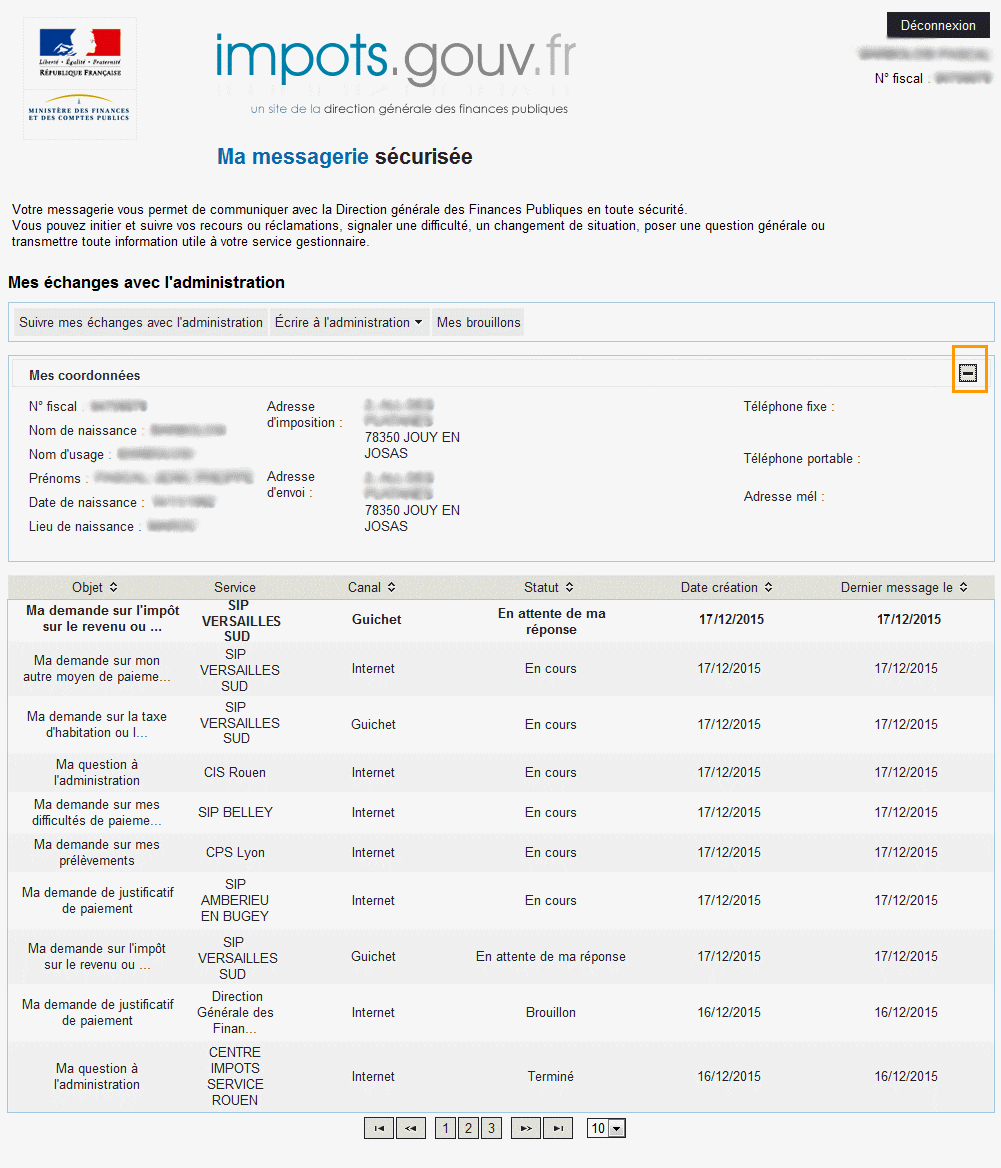 Déconnexion
Liberté • Égalité • Fraternité
RÉPUBLIQUE FRANÇAISE
MINISTÈRE DES FINANCES
ET DES COMPTES PUBLICS
impots.gouv.fr
un site de la direction générale des finances publiques
N° fiscal :
Ma messagerie sécurisée
Votre messagerie vous permet de communiquer avec la Direction générale des Finances Publiques en toute sécurité.
Vous pouvez initier et suivre vos recours ou réclamations, signaler une difficulté, un changement de situation, poser une question générale ou
transmettre toute information utile à votre service gestionnaire.
Mes échanges avec l'administration
Suivre mes échanges avec l'administration Écrire à l'administration Mes brouillons
Mes coordonnées
N° fiscal :
Nom de naissance :
Nom d'usage :
Prénoms :
Date de naissance :
Lieu de naissance :
Adresse
d'imposition :
78350 JOUY EN
JOSAS
Adresse
d'envoi :
78350 JOUY EN
JOSAS
Téléphone fixe :
Téléphone portable :
Adresse mél :
Objet Service Canal Statut Date création Dernier message le
Ma demande sur l'impôt
sur le revenu ou ...
SIP
VERSAILLES
SUD
Guichet
En attente de ma
réponse
17/12/2015
17/12/2015
Ma demande sur mon
autre moyen de paieme...
SIP
VERSAILLES
SUD
Internet
En cours
17/12/2015
17/12/2015
Ma demande sur la taxe
d'habitation ou l...
SIP
VERSAILLES
SUD
Guichet
En cours
17/12/2015
17/12/2015
Ma question à
l'administration
CIS Rouen
Internet
En cours
17/12/2015
17/12/2015
Ma demande sur mes
difficultés de paieme...
SIP BELLEY
Internet
En cours
17/12/2015
17/12/2015
Ma demande sur mes
prélèvements
CPS Lyon
Internet
En cours
17/12/2015
17/12/2015
Ma demande de justificatif
de paiement
SIP
AMBERIEU
EN BUGEY
Internet
En cours
17/12/2015
17/12/2015
Ma demande sur l'impôt
sur le revenu ou ...
SIP
VERSAILLES
SUD
Guichet
En attente de ma réponse
17/12/2015
17/12/2015
Ma demande de justificatif
de paiement
Direction
Générale des
Finan...
Internet
Brouillon
16/12/2015
16/12/2015
Ma question à
l'administration
CENTRE
IMPOTS
SERVICE
ROUEN
Internet
Terminé
16/12/2015
16/12/2015
1 2 3 10